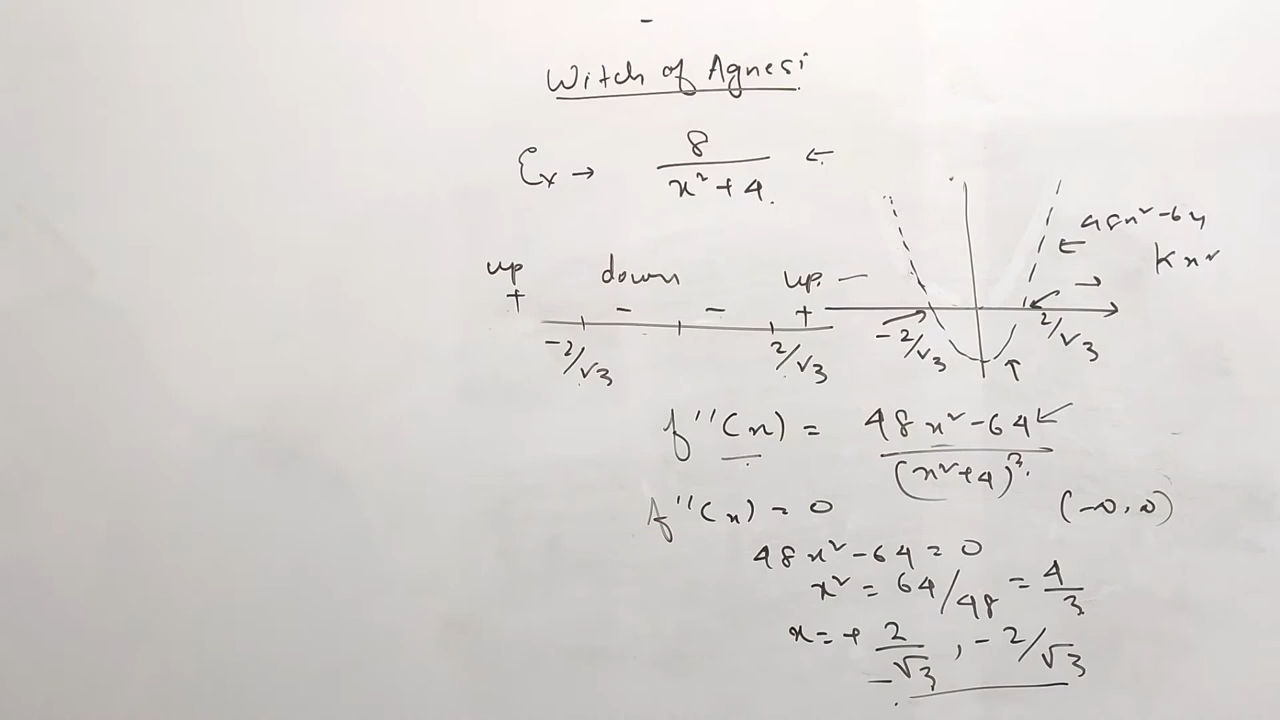 Witch of Agnesi
Ex → 8 / (x² + 4) ←
48x² - 64
kx²
up down up
+ - - +
-2/√3 2/√3
-2/√3 2/√3
f''(x) = (48x² - 64) / (x² + 4)³
f''(x) = 0 (-∞, ∞)
48x² - 64 = 0
x² = 64/48 = 4/3
x = + 2/√3, - 2/√3